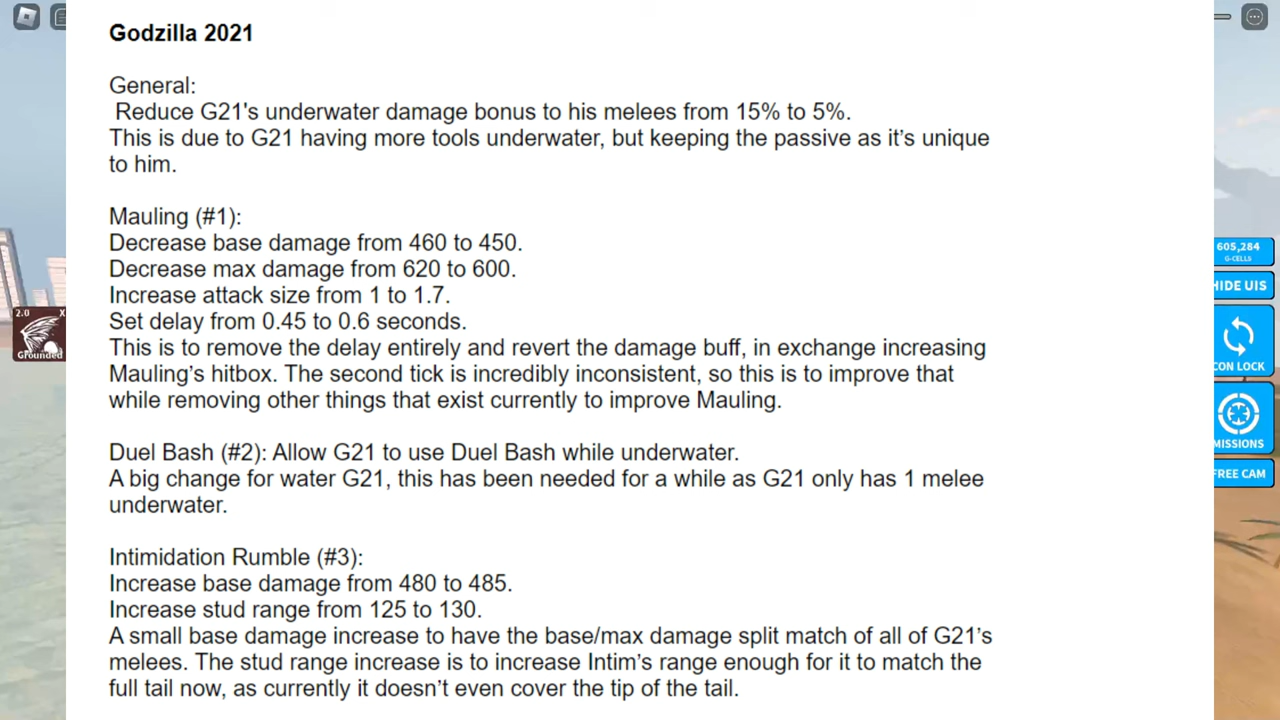 Godzilla 2021
General:
Reduce G21's underwater damage bonus to his melees from 15% to 5%.
This is due to G21 having more tools underwater, but keeping the passive as it’s unique
to him.
Mauling (#1):
Decrease base damage from 460 to 450.
Decrease max damage from 620 to 600.
Increase attack size from 1 to 1.7.
Set delay from 0.45 to 0.6 seconds.
This is to remove the delay entirely and revert the damage buff, in exchange increasing
Mauling’s hitbox. The second tick is incredibly inconsistent, so this is to improve that
while removing other things that exist currently to improve Mauling.
Duel Bash (#2): Allow G21 to use Duel Bash while underwater.
A big change for water G21, this has been needed for a while as G21 only has 1 melee
underwater.
Intimidation Rumble (#3):
Increase base damage from 480 to 485.
Increase stud range from 125 to 130.
A small base damage increase to have the base/max damage split match of all of G21’s
melees. The stud range increase is to increase Intim’s range enough for it to match the
full tail now, as currently it doesn’t even cover the tip of the tail.
2.0 X
Grounded
605,284
G-CELLS
HIDE UIS
CON LOCK
MISSIONS
FREE CAM